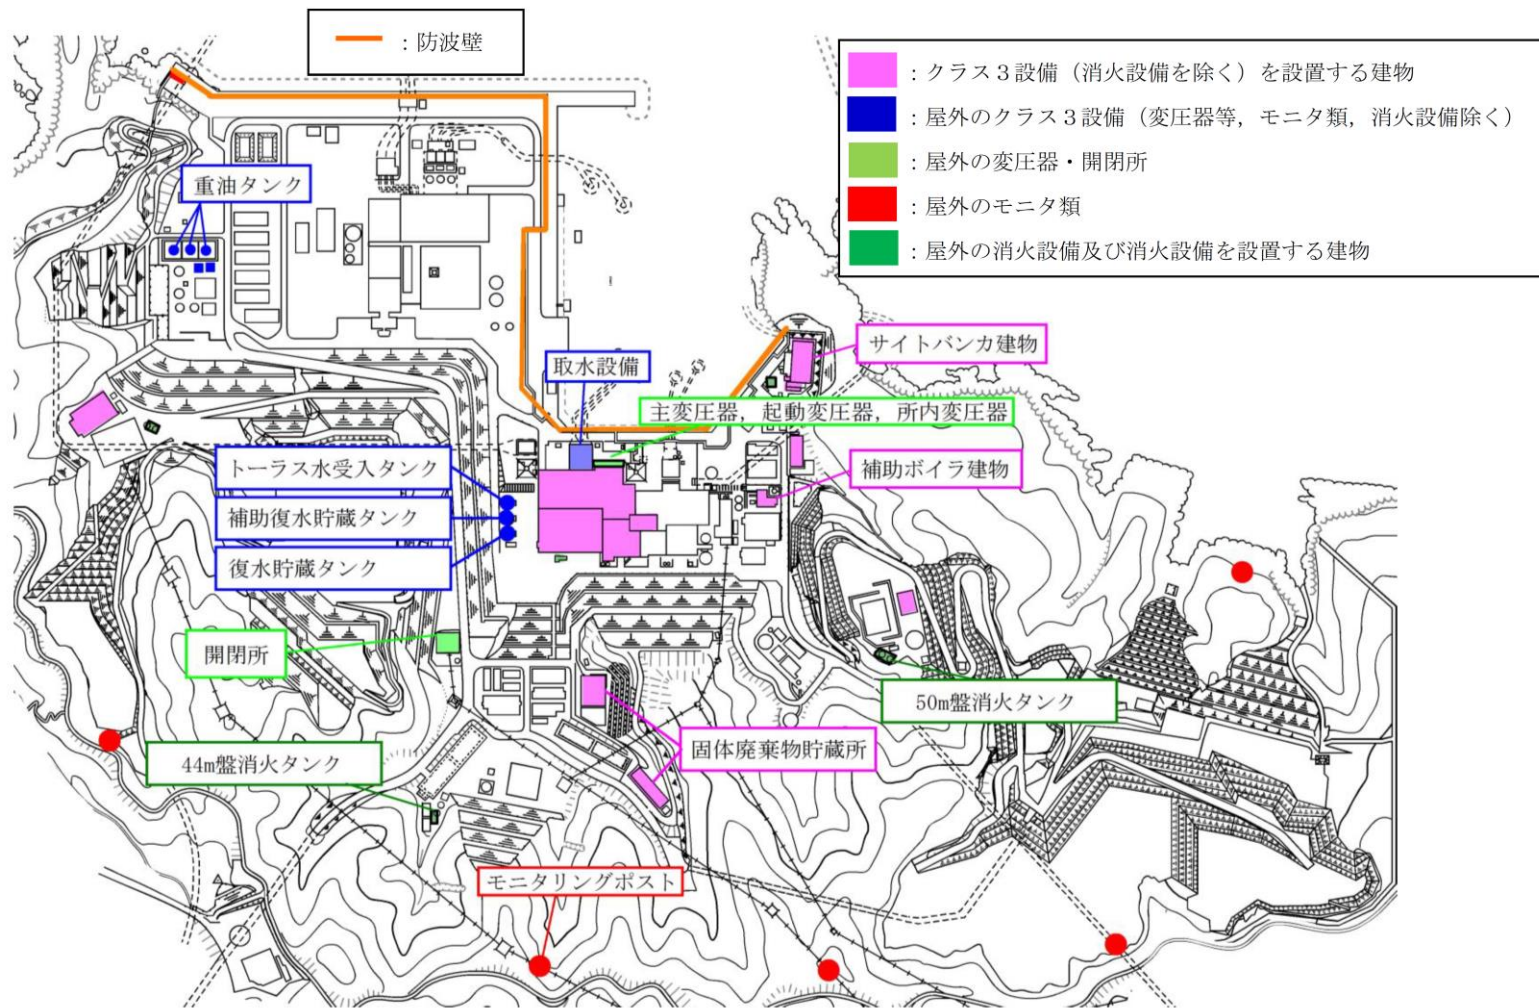 ：防波壁
：クラス３設備（消火設備を除く）を設置する建物
：屋外のクラス３設備（変圧器等，モニタ類，消火設備除く）
：屋外の変圧器・開閉所
：屋外のモニタ類
：屋外の消火設備及び消火設備を設置する建物
重油タンク
サイトバンカ建物
取水設備
主変圧器，起動変圧器，所内変圧器
トーラス水受入タンク
補助ボイラ建物
補助復水貯蔵タンク
復水貯蔵タンク
開閉所
50m盤消火タンク
固体廃棄物貯蔵所
44m盤消火タンク
モニタリングポスト